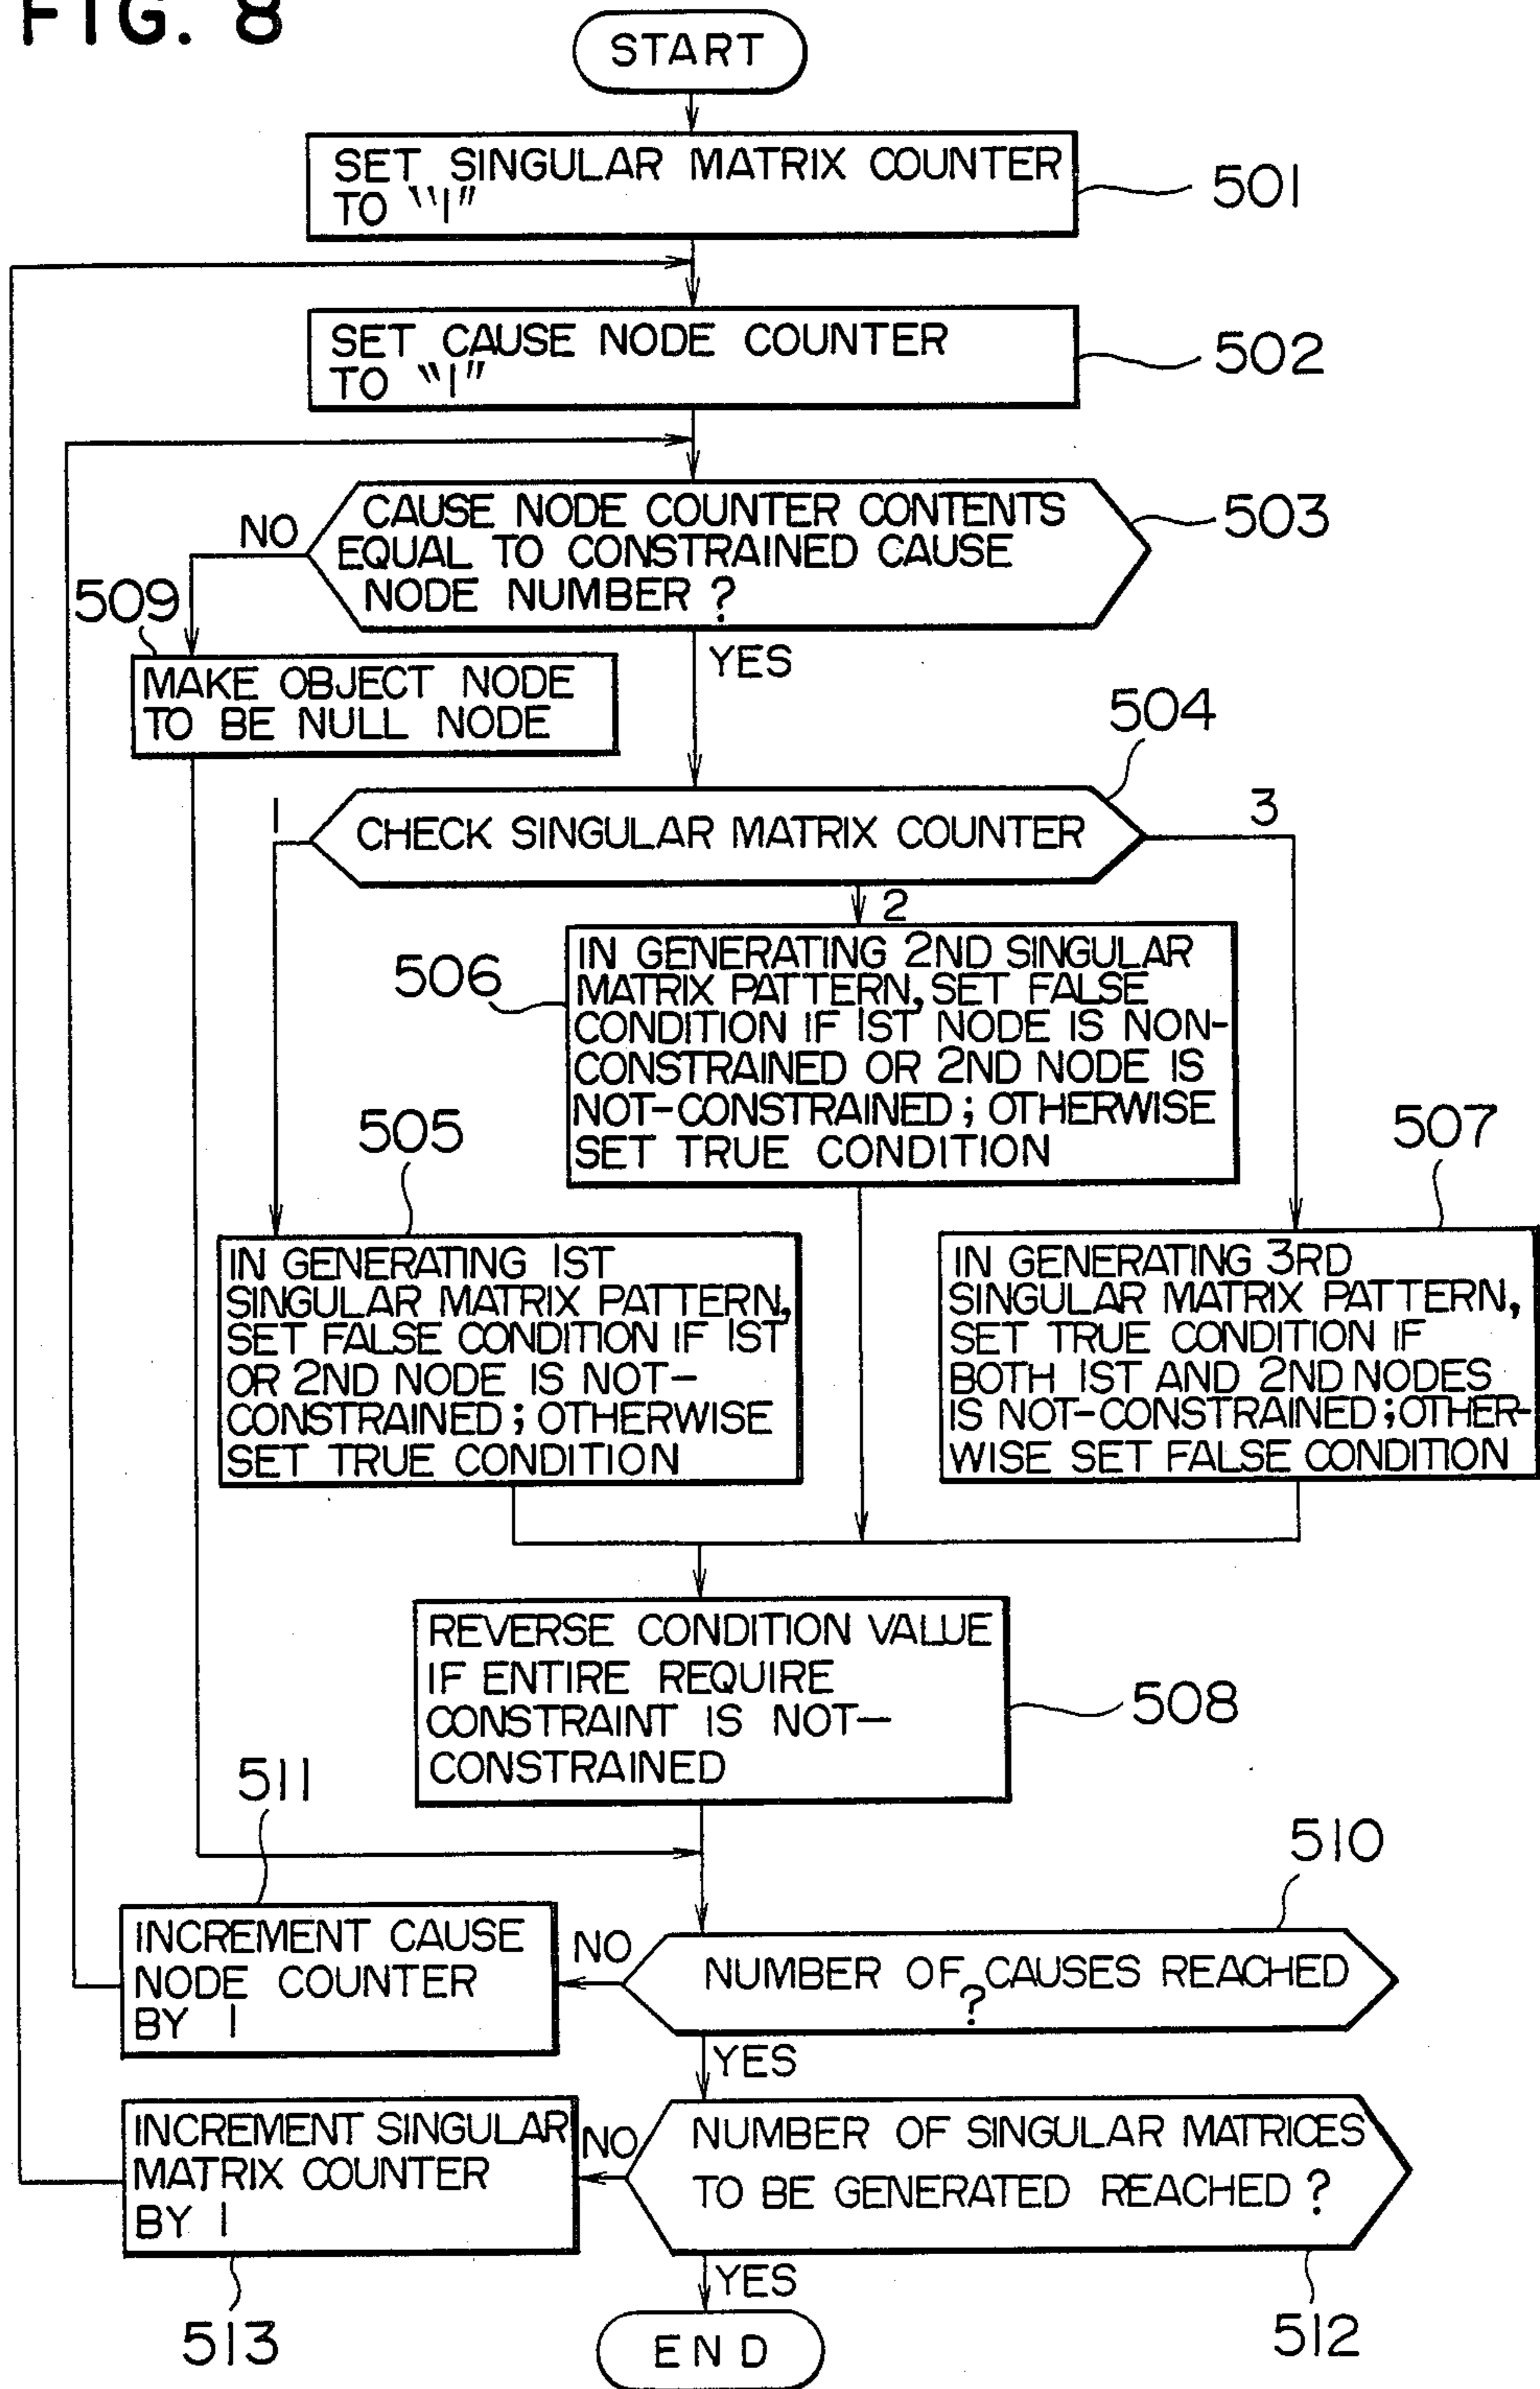 FIG. 8
START
SET SINGULAR MATRIX COUNTER
TO "1"
501
SET CAUSE NODE COUNTER
TO "1"
502
CAUSE NODE COUNTER CONTENTS
EQUAL TO CONSTRAINED CAUSE
NODE NUMBER ?
503
NO
YES
509
MAKE OBJECT NODE
TO BE NULL NODE
504
CHECK SINGULAR MATRIX COUNTER
1
2
3
506
IN GENERATING 2ND SINGULAR
MATRIX PATTERN, SET FALSE
CONDITION IF 1ST NODE IS NON-
CONSTRAINED OR 2ND NODE IS
NOT-CONSTRAINED; OTHERWISE
SET TRUE CONDITION
505
IN GENERATING 1ST
SINGULAR MATRIX PATTERN,
SET FALSE CONDITION IF 1ST
OR 2ND NODE IS NOT-
CONSTRAINED; OTHERWISE
SET TRUE CONDITION
507
IN GENERATING 3RD
SINGULAR MATRIX PATTERN,
SET TRUE CONDITION IF
BOTH 1ST AND 2ND NODES
IS NOT-CONSTRAINED; OTHER-
WISE SET FALSE CONDITION
REVERSE CONDITION VALUE
IF ENTIRE REQUIRE
CONSTRAINT IS NOT-
CONSTRAINED
508
511
INCREMENT CAUSE
NODE COUNTER
BY 1
NO
510
NUMBER OF CAUSES REACHED
?
YES
INCREMENT SINGULAR
MATRIX COUNTER
BY 1
513
NO
NUMBER OF SINGULAR MATRICES
TO BE GENERATED REACHED ?
512
YES
END